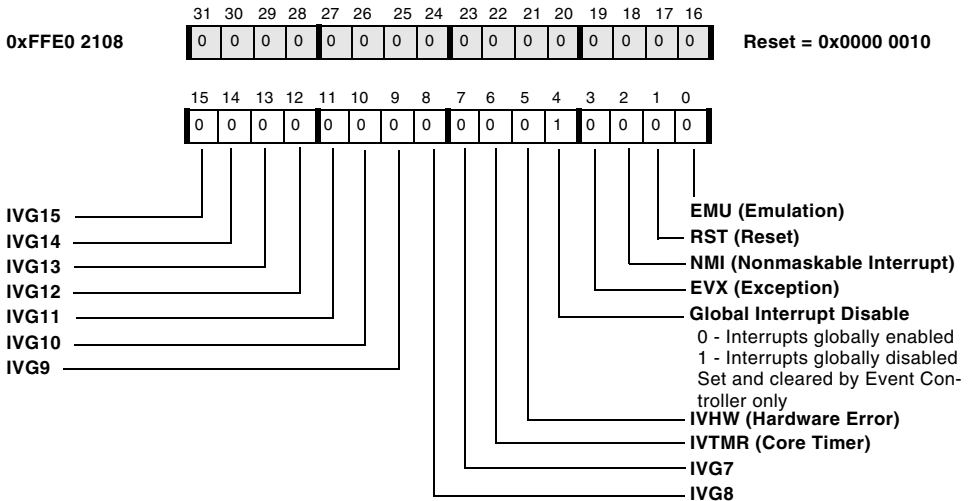 31 30 29 28 27 26 25 24 23 22 21 20 19 18 17 16
0xFFE0 2108 0 0 0 0 0 0 0 0 0 0 0 0 0 0 0 0 Reset = 0x0000 0010
15 14 13 12 11 10 9 8 7 6 5 4 3 2 1 0
0 0 0 0 0 0 0 0 0 0 0 1 0 0 0 0
IVG15
IVG14
IVG13
IVG12
IVG11
IVG10
IVG9
EMU (Emulation)
RST (Reset)
NMI (Nonmaskable Interrupt)
EVX (Exception)
Global Interrupt Disable
0 - Interrupts globally enabled
1 - Interrupts globally disabled
Set and cleared by Event Con-
troller only
IVHW (Hardware Error)
IVTMR (Core Timer)
IVG7
IVG8